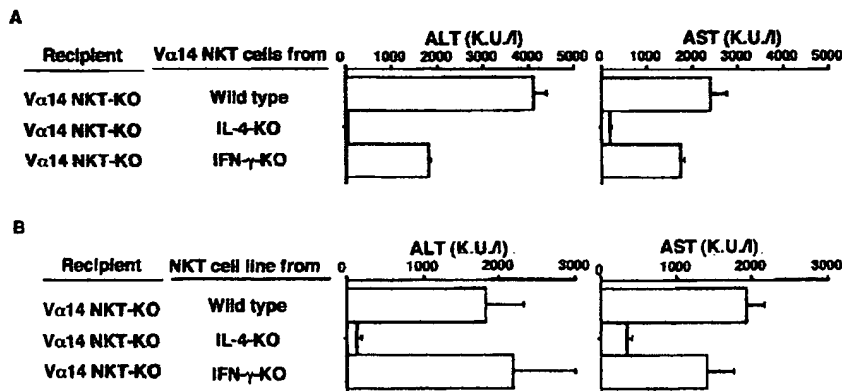 A
ALT (K.U./l) AST (K.U./l)
Recipient Vα14 NKT cells from 0 1000 2000 3000 4000 5000 0 1000 2000 3000 4000 5000
Vα14 NKT-KO Wild type
Vα14 NKT-KO IL-4-KO
Vα14 NKT-KO IFN-γ-KO
B
ALT (K.U./l) AST (K.U./l)
Recipient NKT cell line from 0 1000 2000 3000 0 1000 2000 3000
Vα14 NKT-KO Wild type
Vα14 NKT-KO IL-4-KO
Vα14 NKT-KO IFN-γ-KO